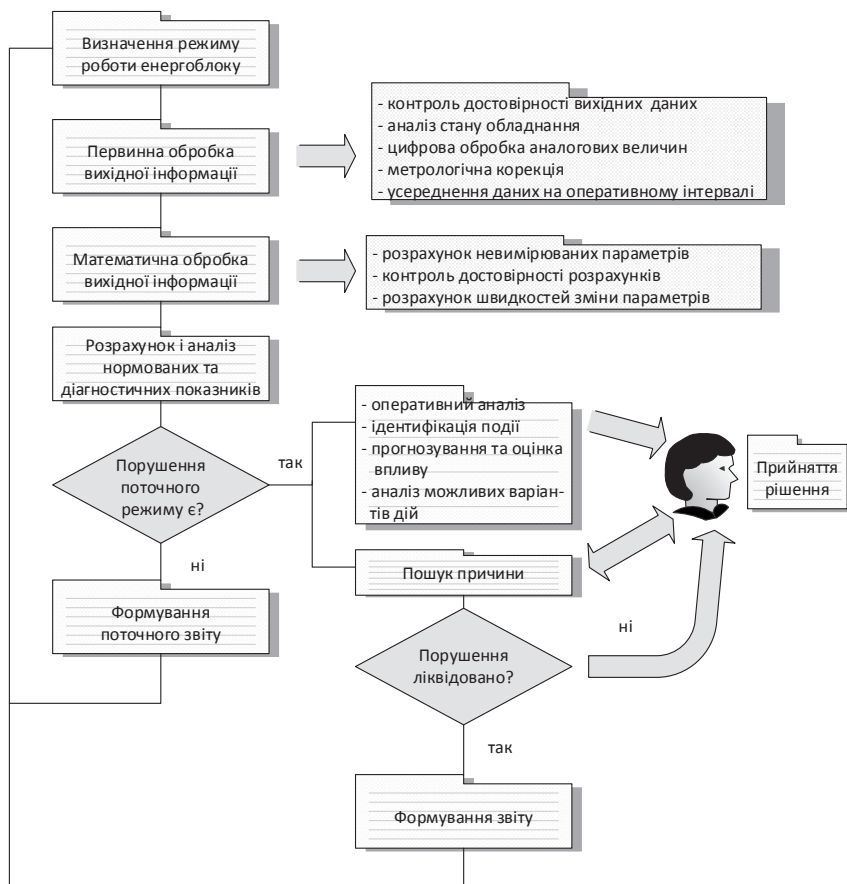 Визначення режиму
роботи енергоблоку
Первинна обробка
вихідної інформації
- контроль достовірності вихідних даних
- аналіз стану обладнання
- цифрова обробка аналогових величин
- метрологічна корекція
- усереднення даних на оперативному інтервалі
Математична обробка
вихідної інформації
- розрахунок невимірюваних параметрів
- контроль достовірності розрахунків
- розрахунок швидкостей зміни параметрів
Розрахунок і аналіз
нормованих та
діагностичних показників
Порушення
поточного
режиму є?
так
- оперативний аналіз
- ідентифікація події
- прогнозування та оцінка
впливу
- аналіз можливих варіан-
тів дій
Прийняття
рішення
ні
Пошук причини
Формування
поточного звіту
Порушення
ліквідовано?
ні
так
Формування звіту